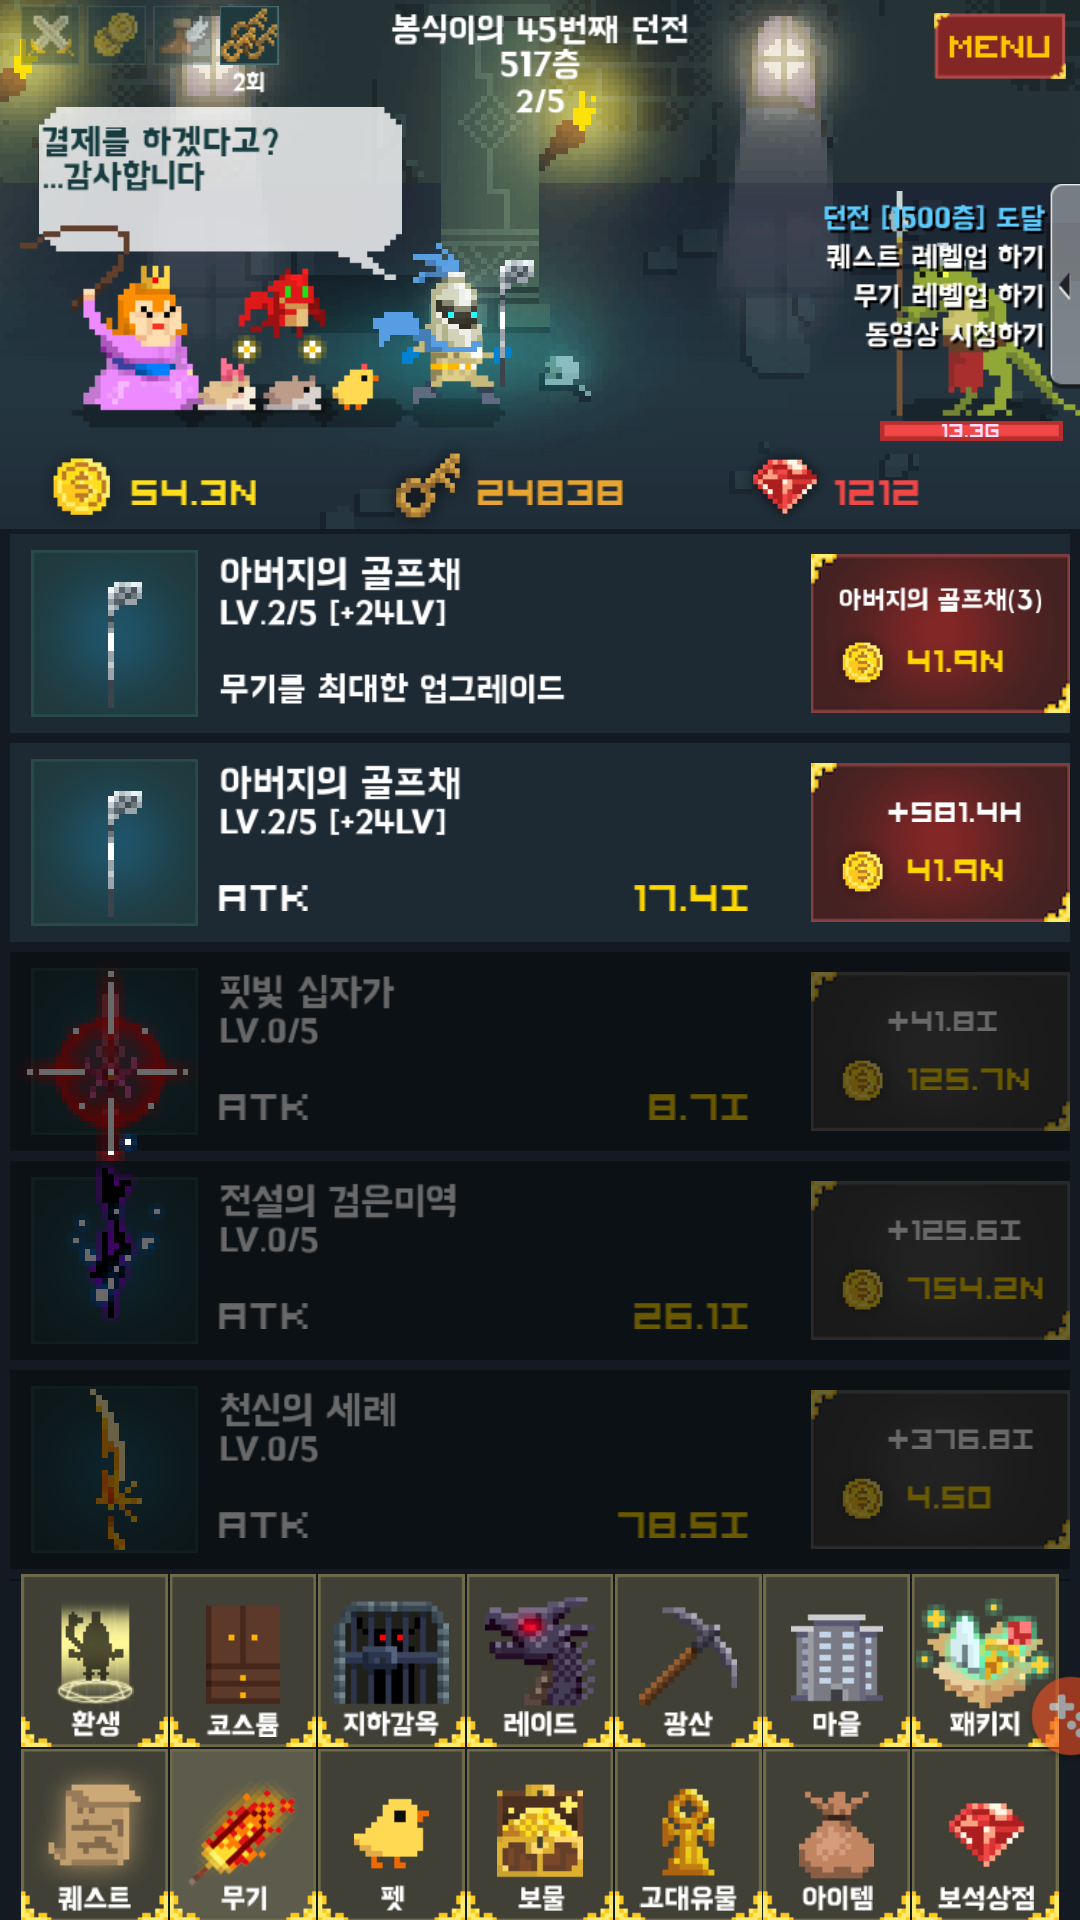 봉식이의 45번째 던전
517층
2/5
MENU
2회
결제를 하겠다고?
...감사합니다
던전 [1500층] 도달
퀘스트 레벨업 하기
무기 레벨업 하기
동영상 시청하기
13.3G
54.3N
24838
1212
아버지의 골프채
LV.2/5 [+24LV]
무기를 최대한 업그레이드
아버지의 골프채(3)
41.9N
아버지의 골프채
LV.2/5 [+24LV]
ATK 17.4I
+581.4H
41.9N
핏빛 십자가
LV.0/5
ATK 8.7I
+41.8I
125.7N
전설의 검은미역
LV.0/5
ATK 26.1I
+125.6I
754.2N
천신의 세례
LV.0/5
ATK 78.5I
+376.8I
4.5O
환생 코스튬 지하감옥 레이드 광산 마을 패키지
퀘스트 무기 펫 보물 고대유물 아이템 보석상점